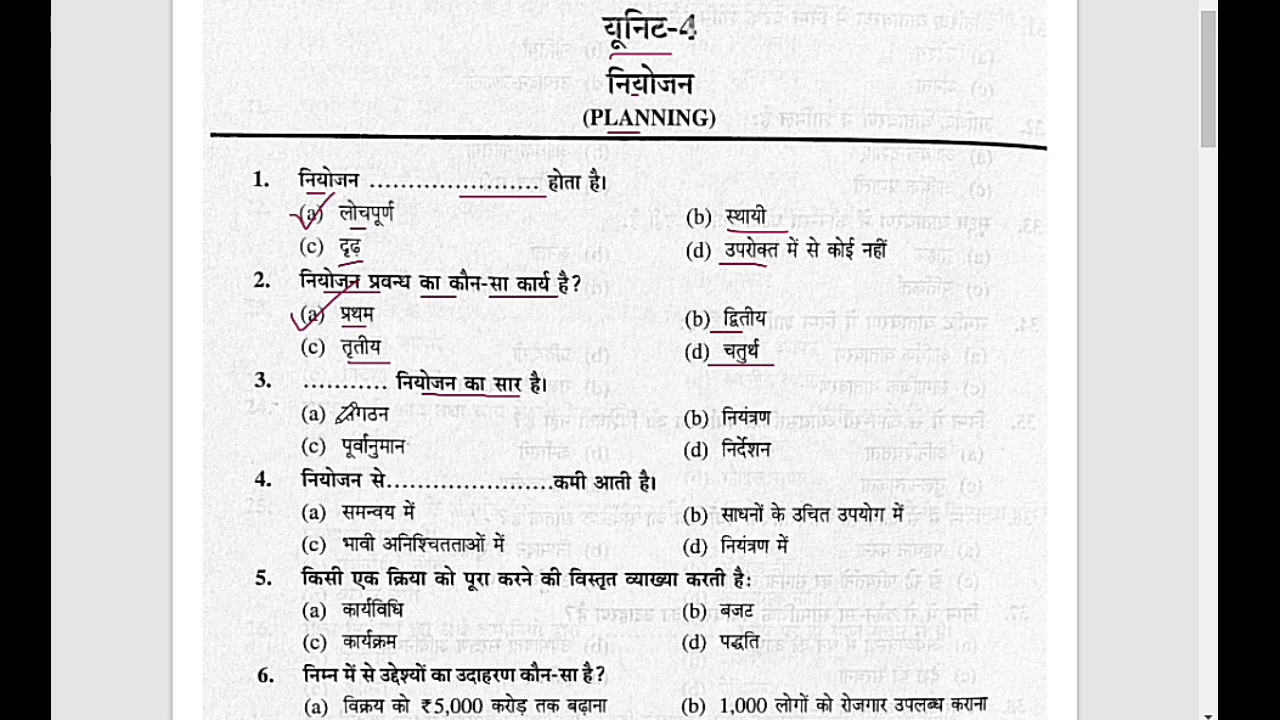 यूनिट-4
नियोजन
(PLANNING)
1. नियोजन ...................... होता है।
(a) लोचपूर्ण (b) स्थायी
(c) दृढ़ (d) उपरोक्त में से कोई नहीं
2. नियोजन प्रवन्ध का कौन-सा कार्य है?
(a) प्रथम (b) द्वितीय
(c) तृतीय (d) चतुर्थ
3. ........... नियोजन का सार है।
(a) संगठन (b) नियंत्रण
(c) पूर्वानुमान (d) निर्देशन
4. नियोजन से......................कमी आती है।
(a) समन्वय में (b) साधनों के उचित उपयोग में
(c) भावी अनिश्चितताओं में (d) नियंत्रण में
5. किसी एक क्रिया को पूरा करने की विस्तृत व्याख्या करती है:
(a) कार्यविधि (b) बजट
(c) कार्यक्रम (d) पद्धति
6. निम्न में से उद्देश्यों का उदाहरण कौन-सा है?
(a) विक्रय को ₹5,000 करोड़ तक बढ़ाना (b) 1,000 लोगों को रोजगार उपलब्ध कराना